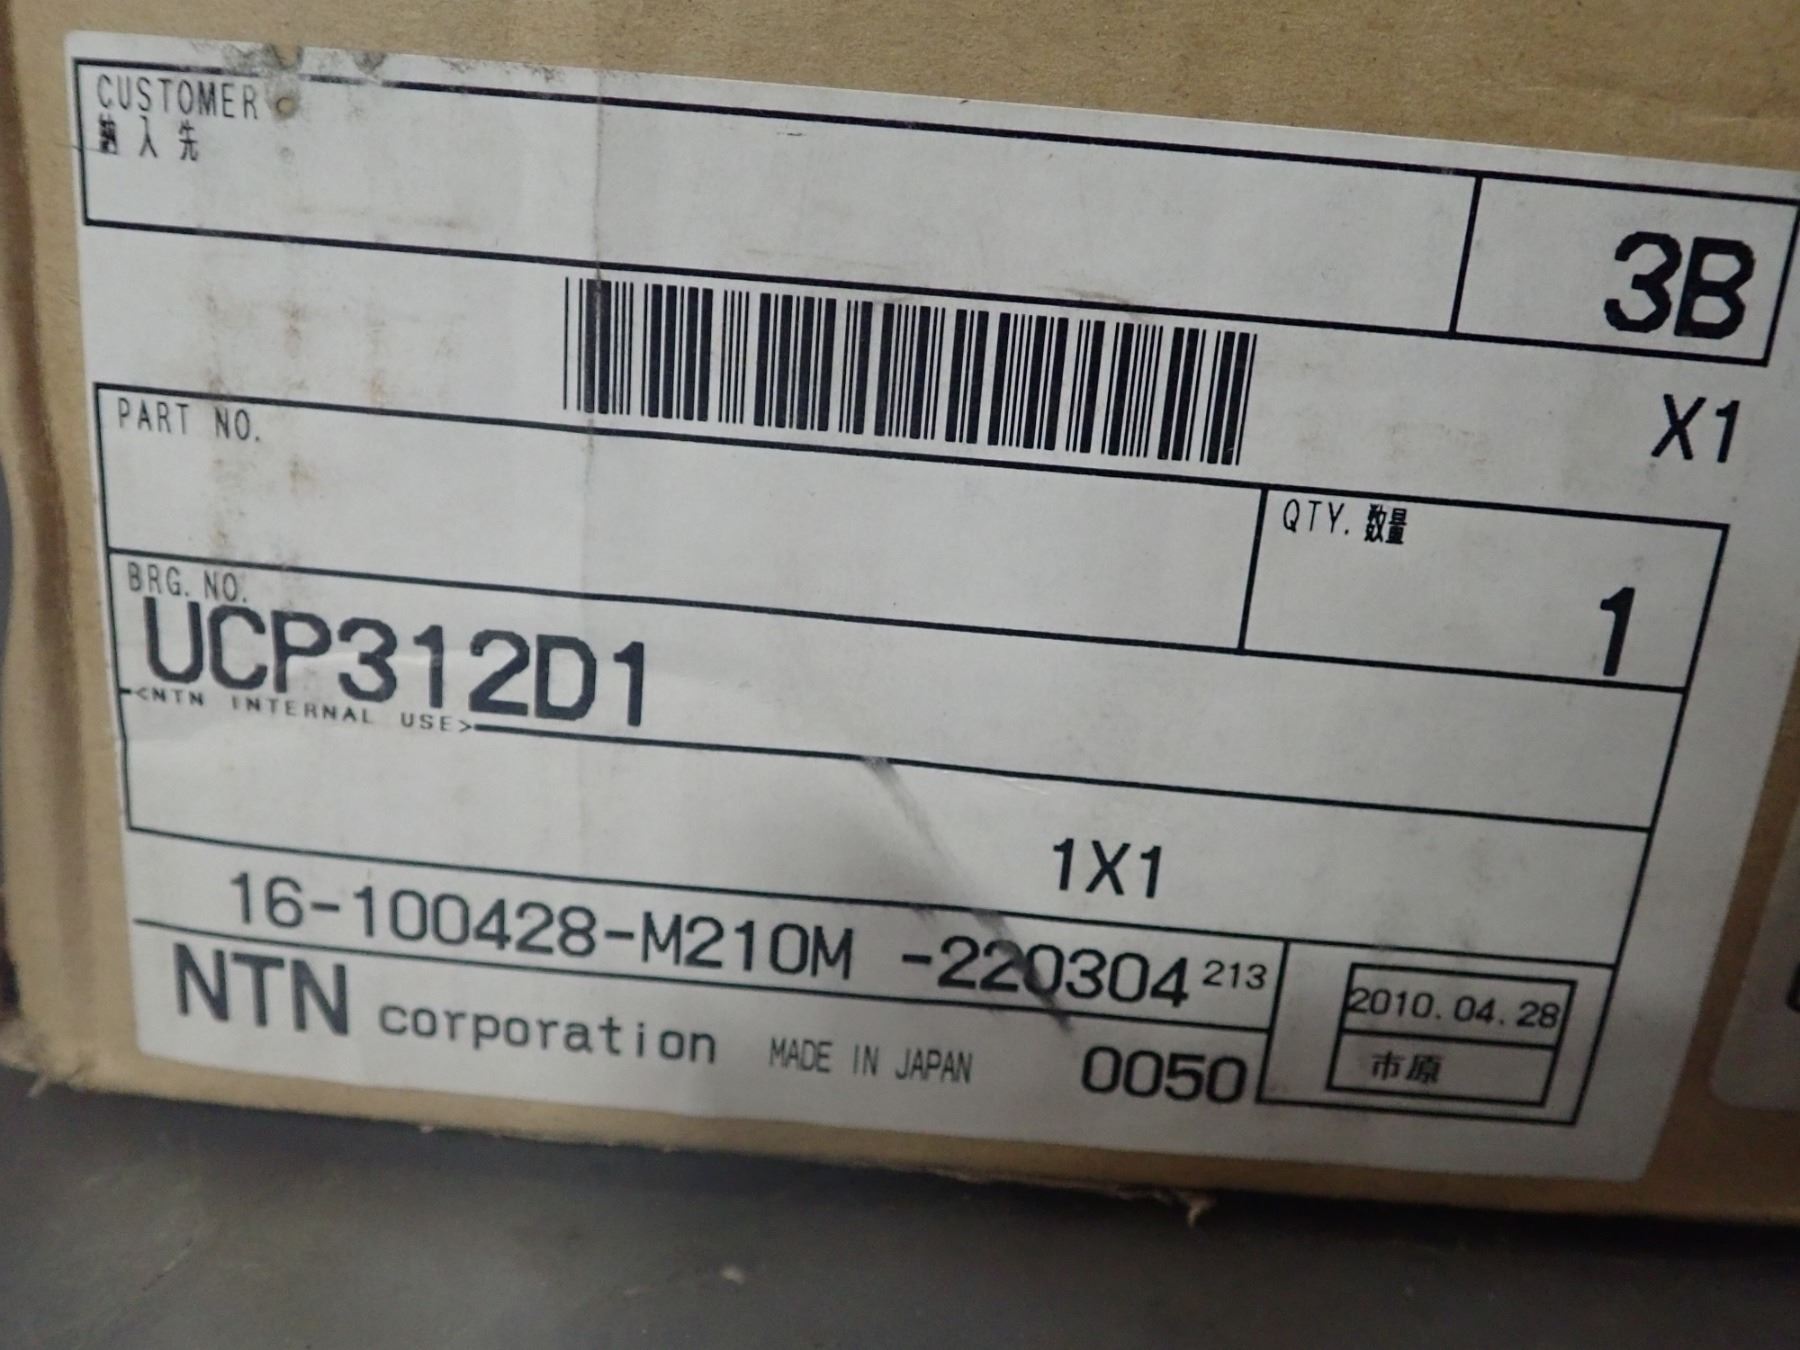 CUSTOMER
納入先
3B
X1
PART NO.
QTY. 数量
1
BRG. NO.
UCP312D1
<NTN INTERNAL USE>
1X1
16-100428-M210M -220304 213
NTN corporation MADE IN JAPAN 0050
2010.04.28
市原